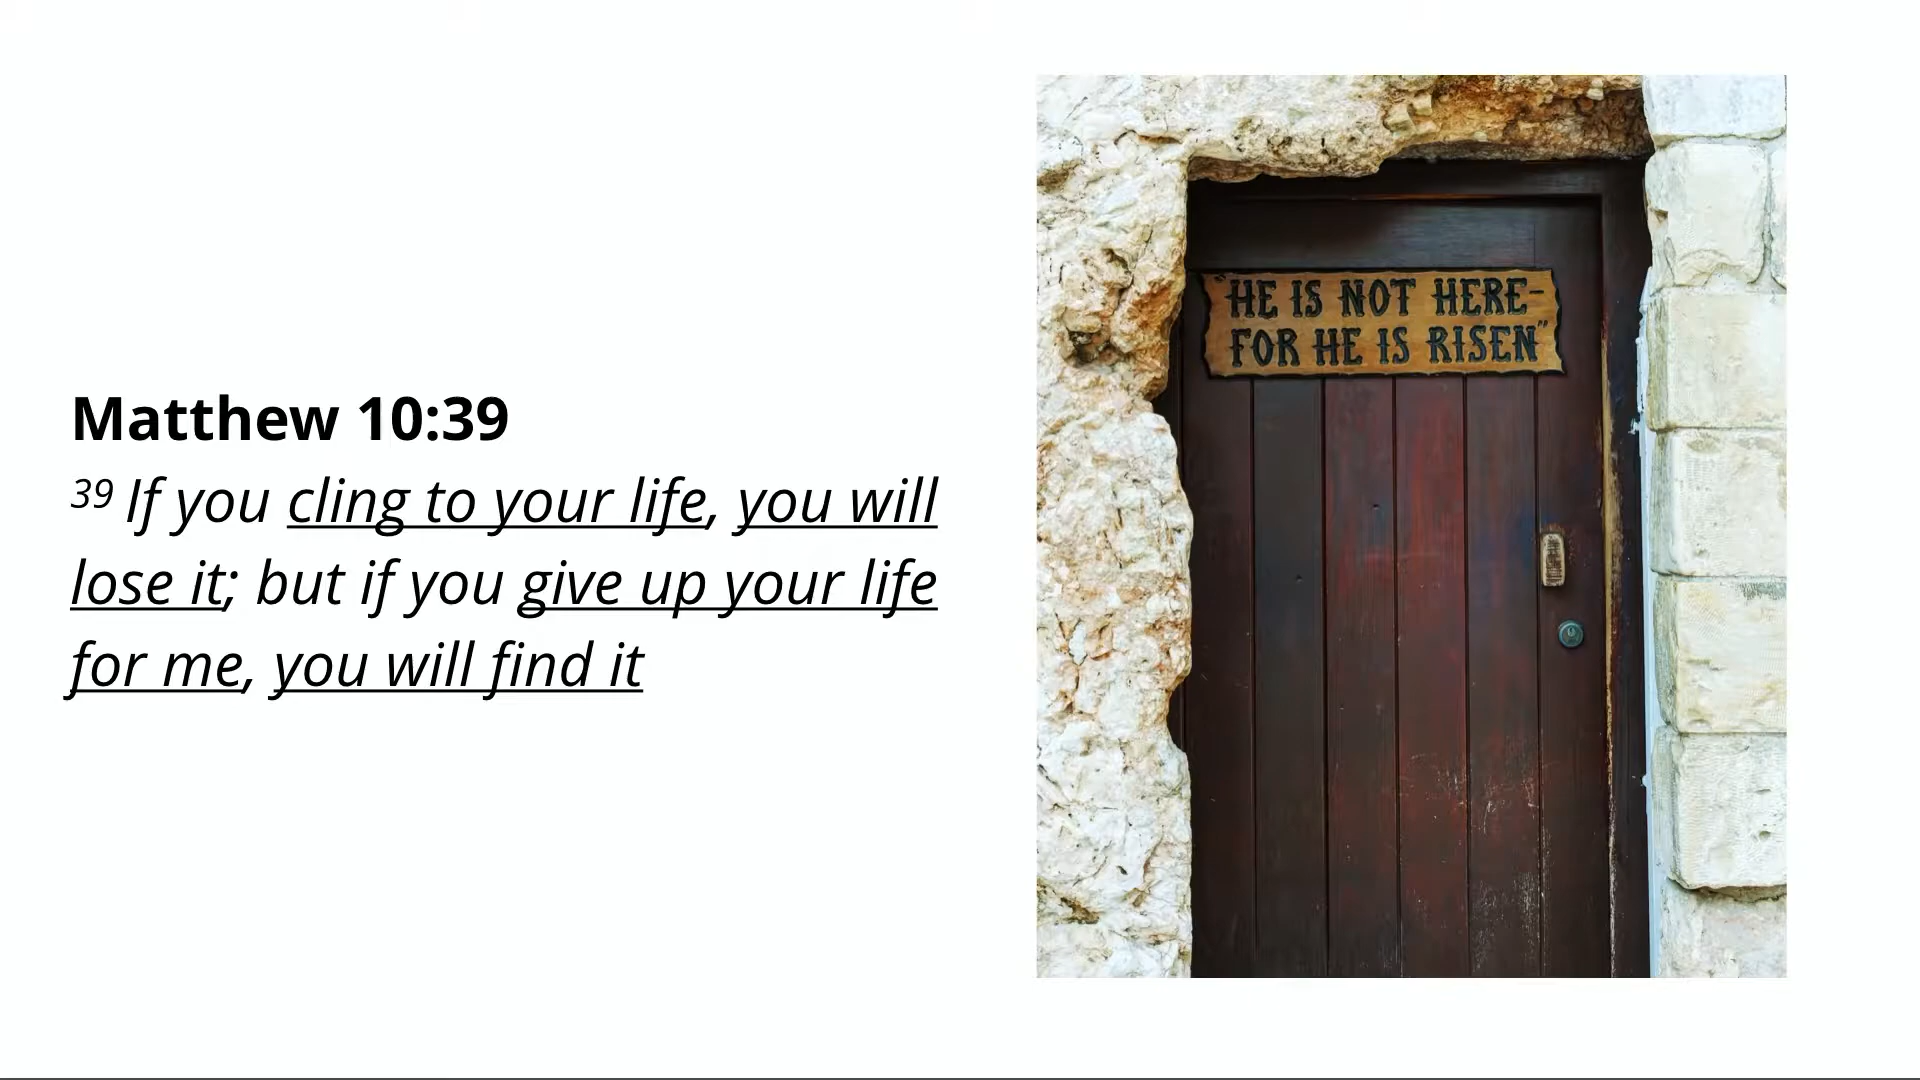 Matthew 10:39
39 If you cling to your life, you will
lose it; but if you give up your life
for me, you will find it
"HE IS NOT HERE-
FOR HE IS RISEN"